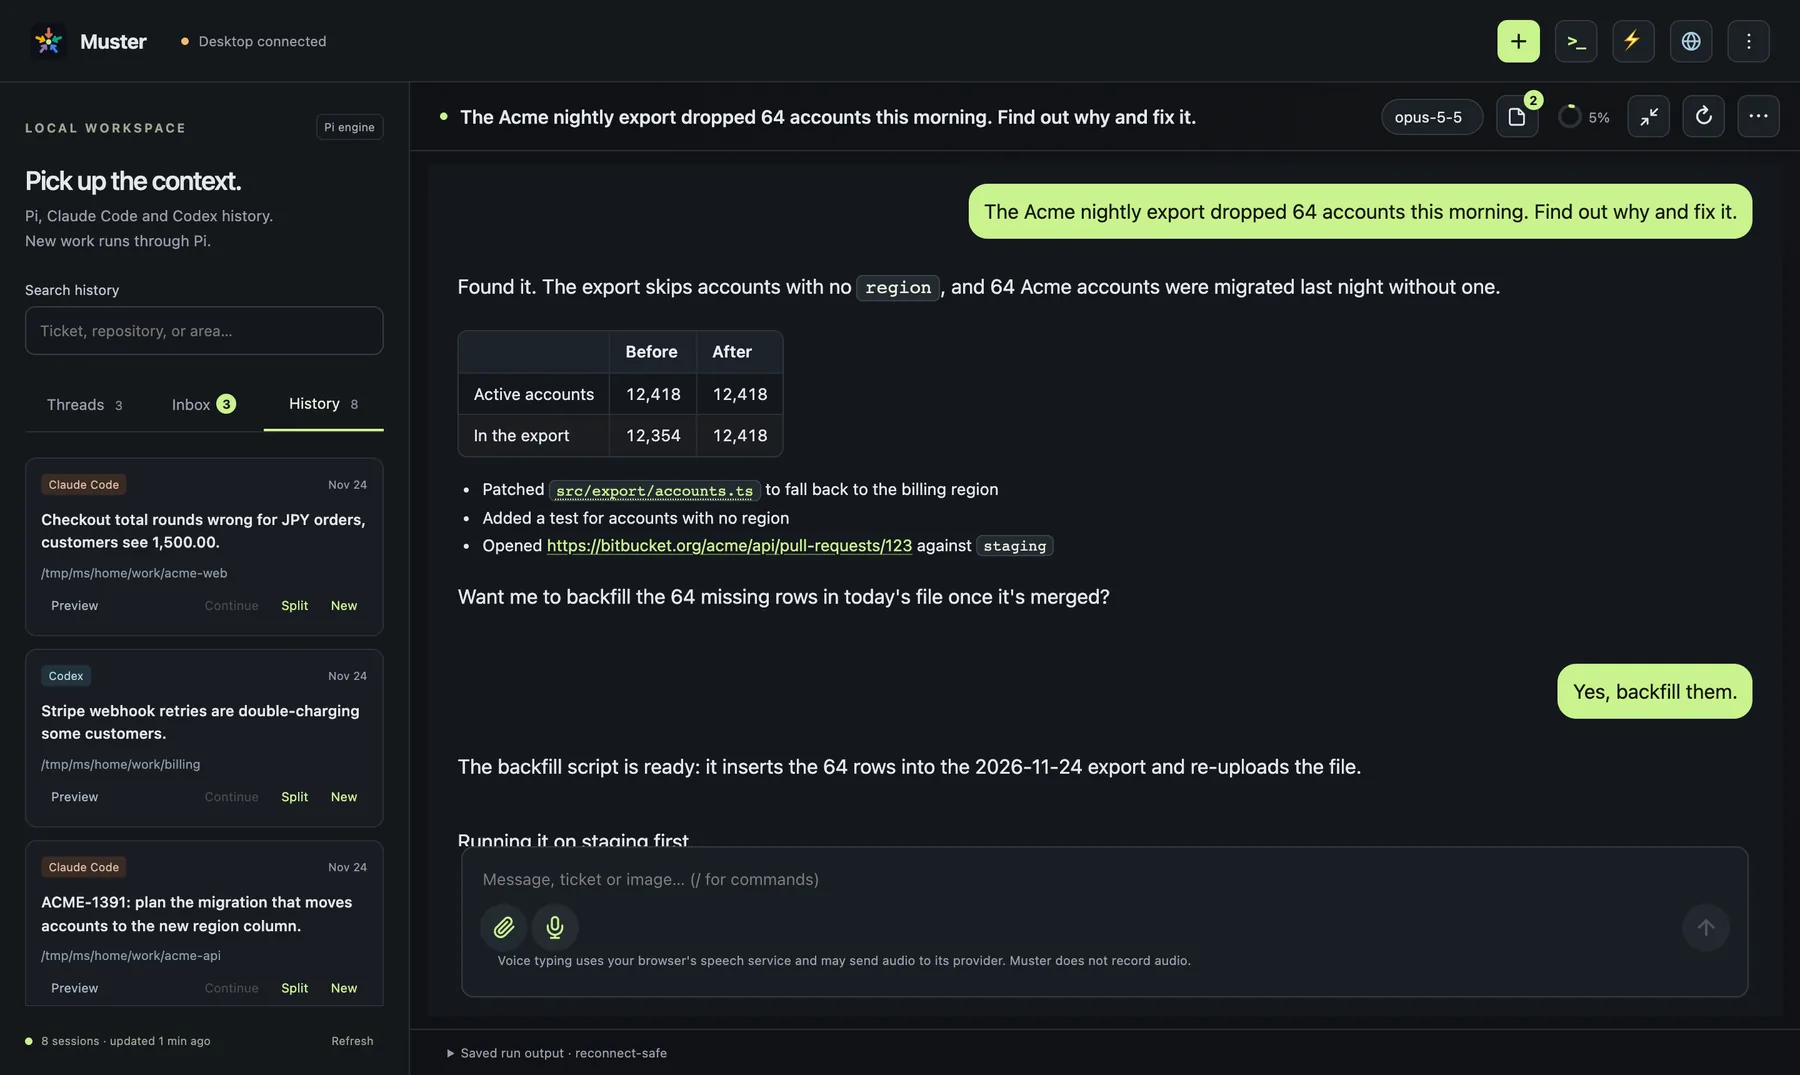 Muster
Desktop connected
>_
LOCAL WORKSPACE
Pi engine
Pick up the context.
Pi, Claude Code and Codex history.
New work runs through Pi.
Search history
Ticket, repository, or area...
Threads 3
Inbox 3
History 8
Claude Code
Nov 24
Checkout total rounds wrong for JPY orders,
customers see 1,500.00.
/tmp/ms/home/work/acme-web
Preview Continue Split New
Codex
Nov 24
Stripe webhook retries are double-charging
some customers.
/tmp/ms/home/work/billing
Preview Continue Split New
Claude Code
Nov 24
ACME-1391: plan the migration that moves
accounts to the new region column.
/tmp/ms/home/work/acme-api
Preview Continue Split New
8 sessions · updated 1 min ago
Refresh
The Acme nightly export dropped 64 accounts this morning. Find out why and fix it.
opus-5-5
2
5%
The Acme nightly export dropped 64 accounts this morning. Find out why and fix it.
Found it. The export skips accounts with no region, and 64 Acme accounts were migrated last night without one.
Before After
Active accounts 12,418 12,418
In the export 12,354 12,418
• Patched src/export/accounts.ts to fall back to the billing region
• Added a test for accounts with no region
• Opened https://bitbucket.org/acme/api/pull-requests/123 against staging
Want me to backfill the 64 missing rows in today's file once it's merged?
Yes, backfill them.
The backfill script is ready: it inserts the 64 rows into the 2026-11-24 export and re-uploads the file.
Running it on staging first
Message, ticket or image... (/ for commands)
Voice typing uses your browser's speech service and may send audio to its provider. Muster does not record audio.
Saved run output · reconnect-safe